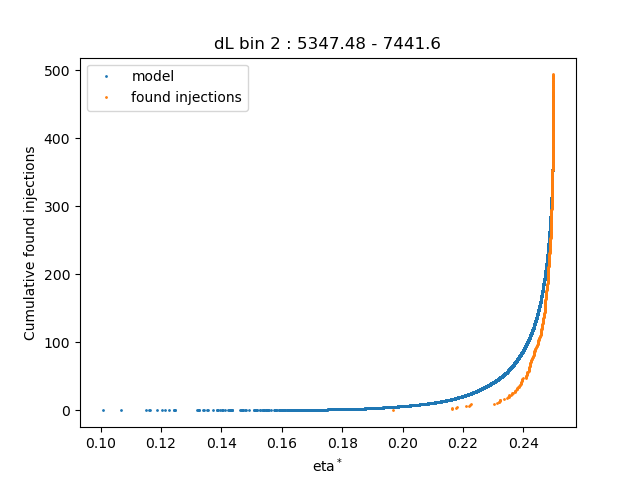 dL bin 2 : 5347.48 - 7441.6
model
found injections
Cumulative found injections
500
400
300
200
100
0
0.10
0.12
0.14
0.16
0.18
0.20
0.22
0.24
eta*